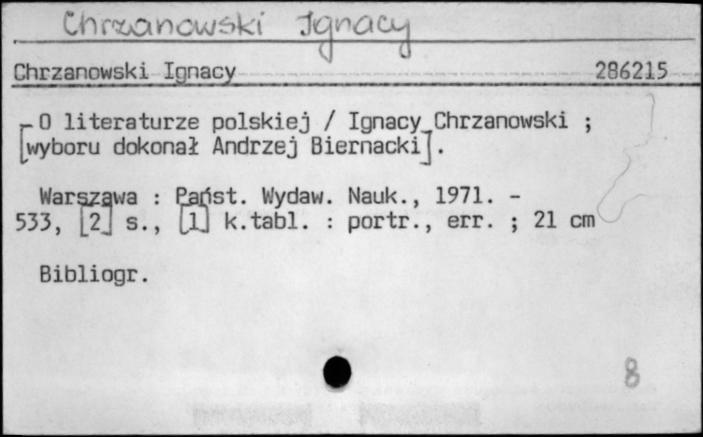 Chrzanowski Ignacy
Chrzanowski Ignacy 286215
O literaturze polskiej / Ignacy Chrzanowski ;
[wyboru dokonał Andrzej Biernacki].
Warszawa : Państ. Wydaw. Nauk., 1971. -
533, [2] s., [1] k.tabl. : portr., err. ; 21 cm
Bibliogr.
8